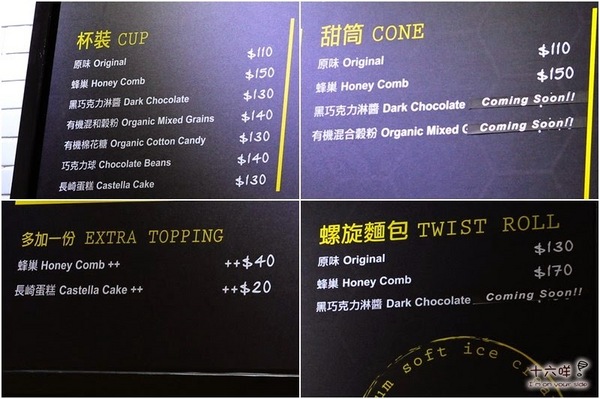 杯裝 CUP
原味 Original $110
蜂巢 Honey Comb $150
黑巧克力淋醬 Dark Chocolate $130
有機混和穀粉 Organic Mixed Grains $140
有機棉花糖 Organic Cotton Candy $130
巧克力球 Chocolate Beans $140
長崎蛋糕 Castella Cake $130
甜筒 CONE
原味 Original $110
蜂巢 Honey Comb $150
黑巧克力淋醬 Dark Chocolate Coming Soon!!
有機混合穀粉 Organic Mixed Coming Soon!!
多加一份 EXTRA TOPPING
蜂巢 Honey Comb ++ ++$40
長崎蛋糕 Castella Cake ++ ++$20
螺旋麵包 TWIST ROLL
原味 Original $130
蜂巢 Honey Comb $170
黑巧克力淋醬 Dark Chocolate Coming Soon!!
um soft ice c
十六咩
I'm on your side